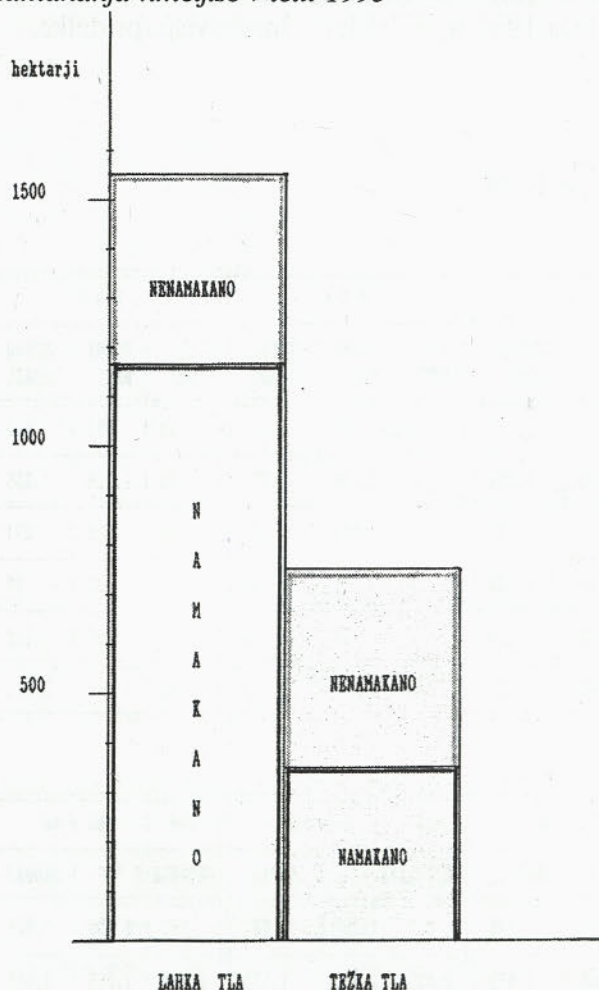 hektarji
1500
NENAMAKANO
1000
N
A
M
A
K
A
N
O
500
NENAMAKANO
NAMAKANO
LAHKA TLA
TEŽKA TLA